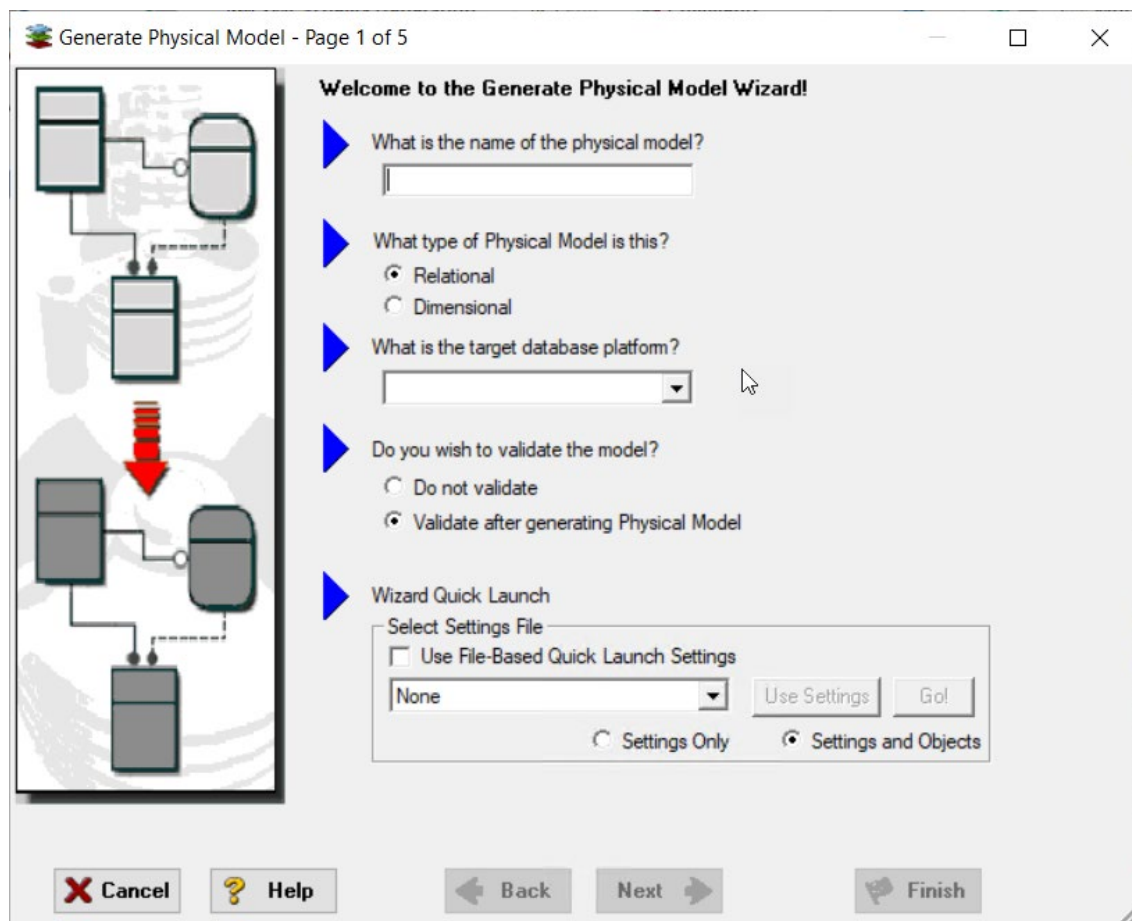 Generate Physical Model - Page 1 of 5
Welcome to the Generate Physical Model Wizard!
What is the name of the physical model?
What type of Physical Model is this?
Relational
Dimensional
What is the target database platform?
Do you wish to validate the model?
Do not validate
Validate after generating Physical Model
Wizard Quick Launch
Select Settings File
Use File-Based Quick Launch Settings
None
Use Settings
Go!
Settings Only
Settings and Objects
Cancel
Help
Back
Next
Finish